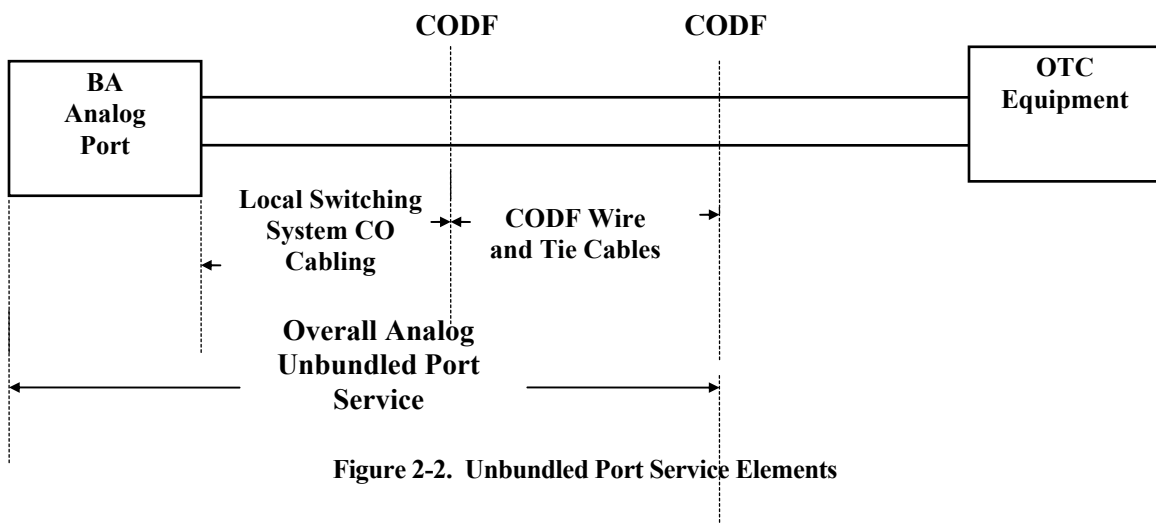 CODF
CODF
BA
Analog
Port
OTC
Equipment
Local Switching
System CO
Cabling
CODF Wire
and Tie Cables
Overall Analog
Unbundled Port
Service
Figure 2-2. Unbundled Port Service Elements